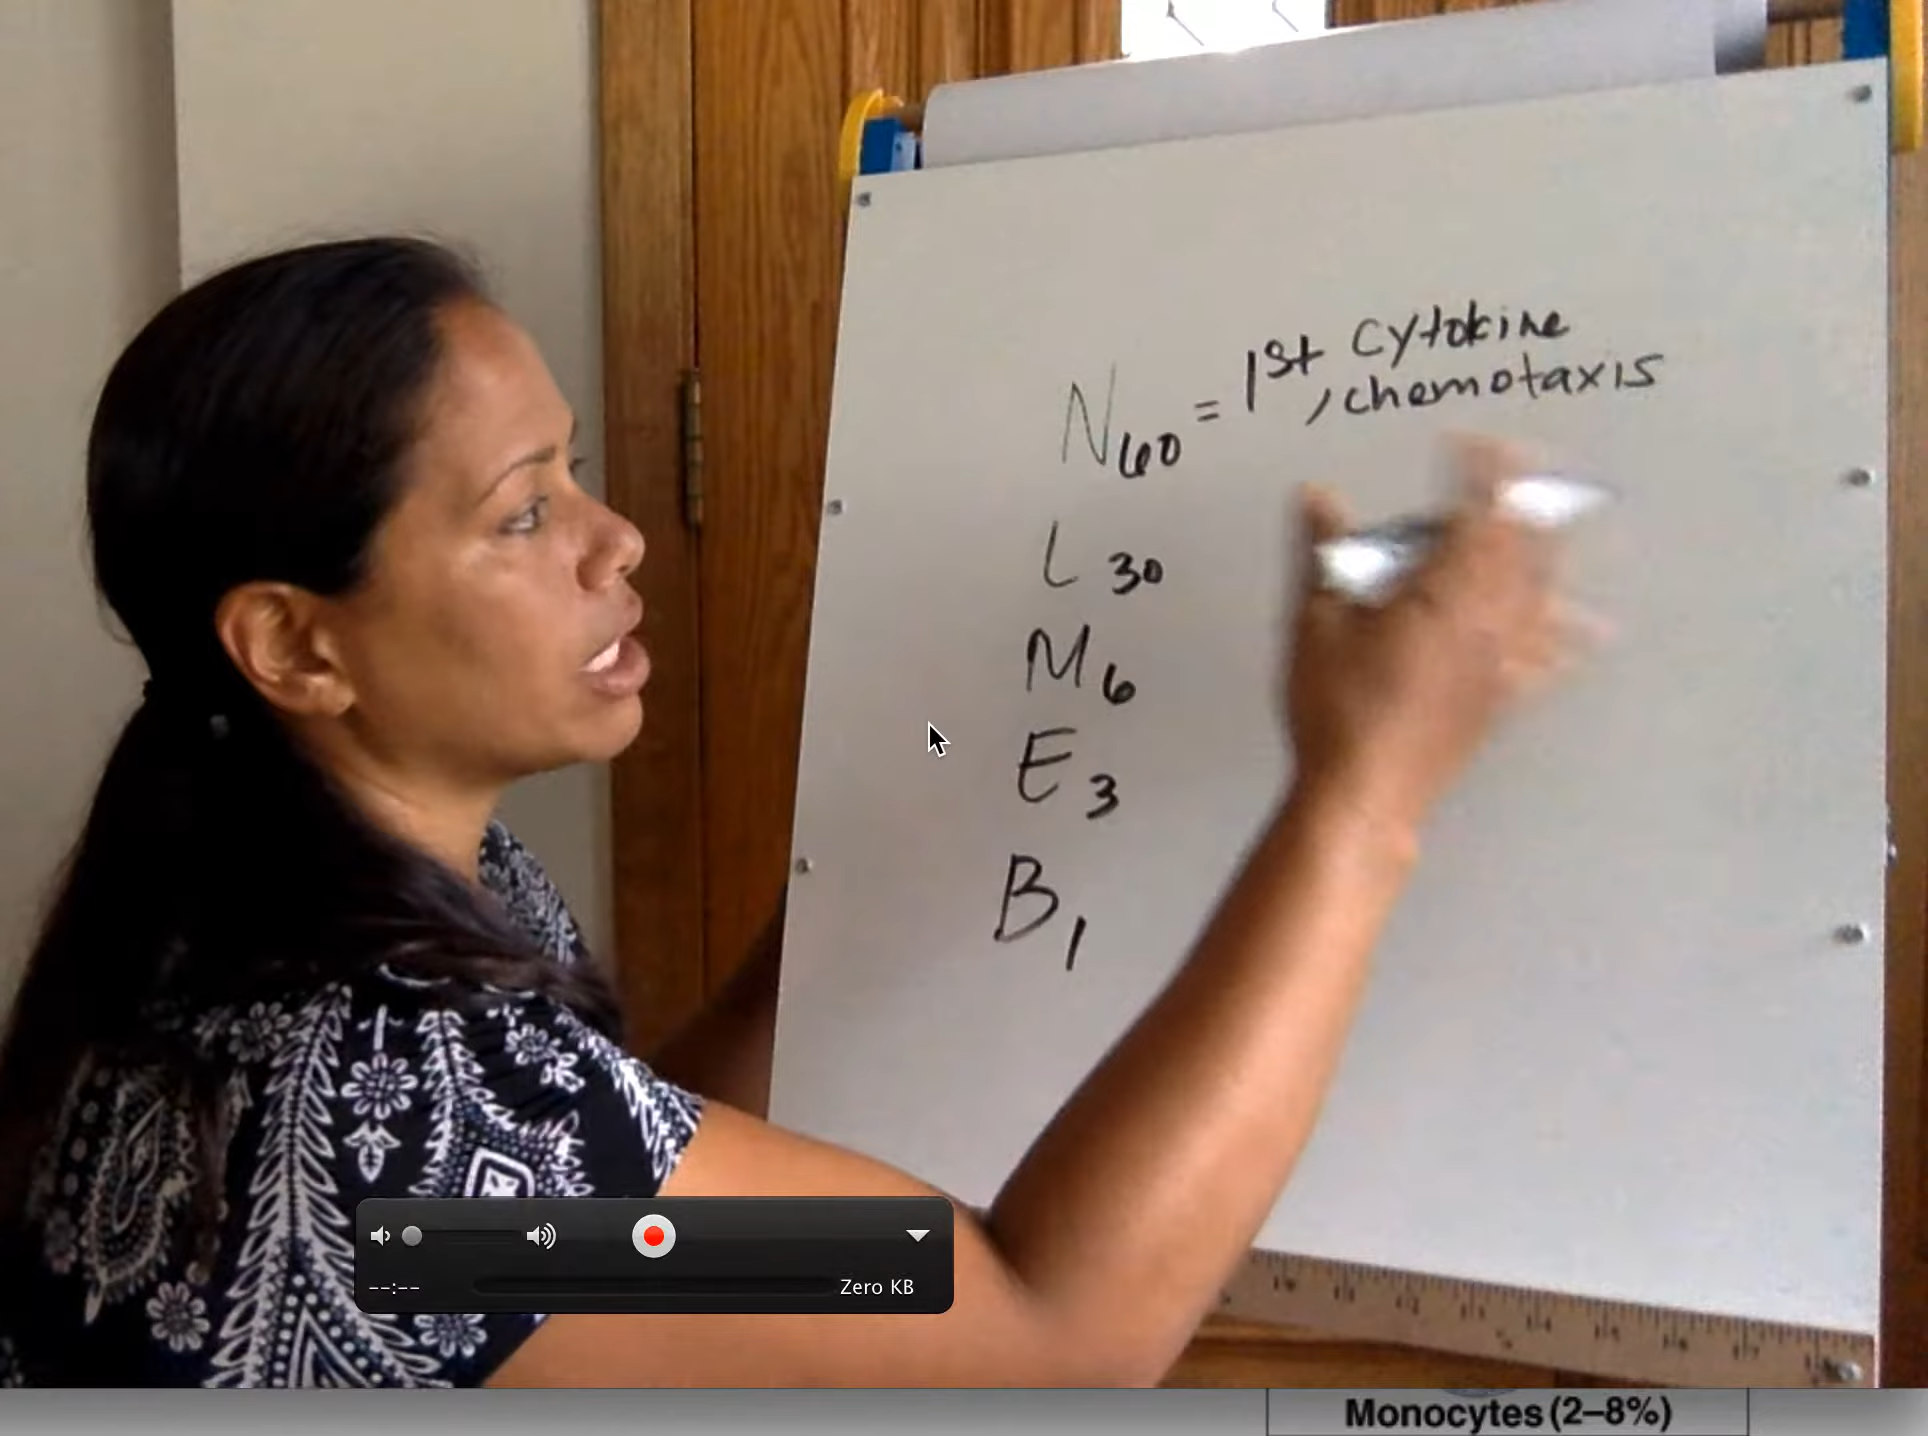 N60 = 1st cytokine
, chemotaxis
L 30
M 6
E 3
B 1
--:--
Zero KB
Monocytes (2–8%)